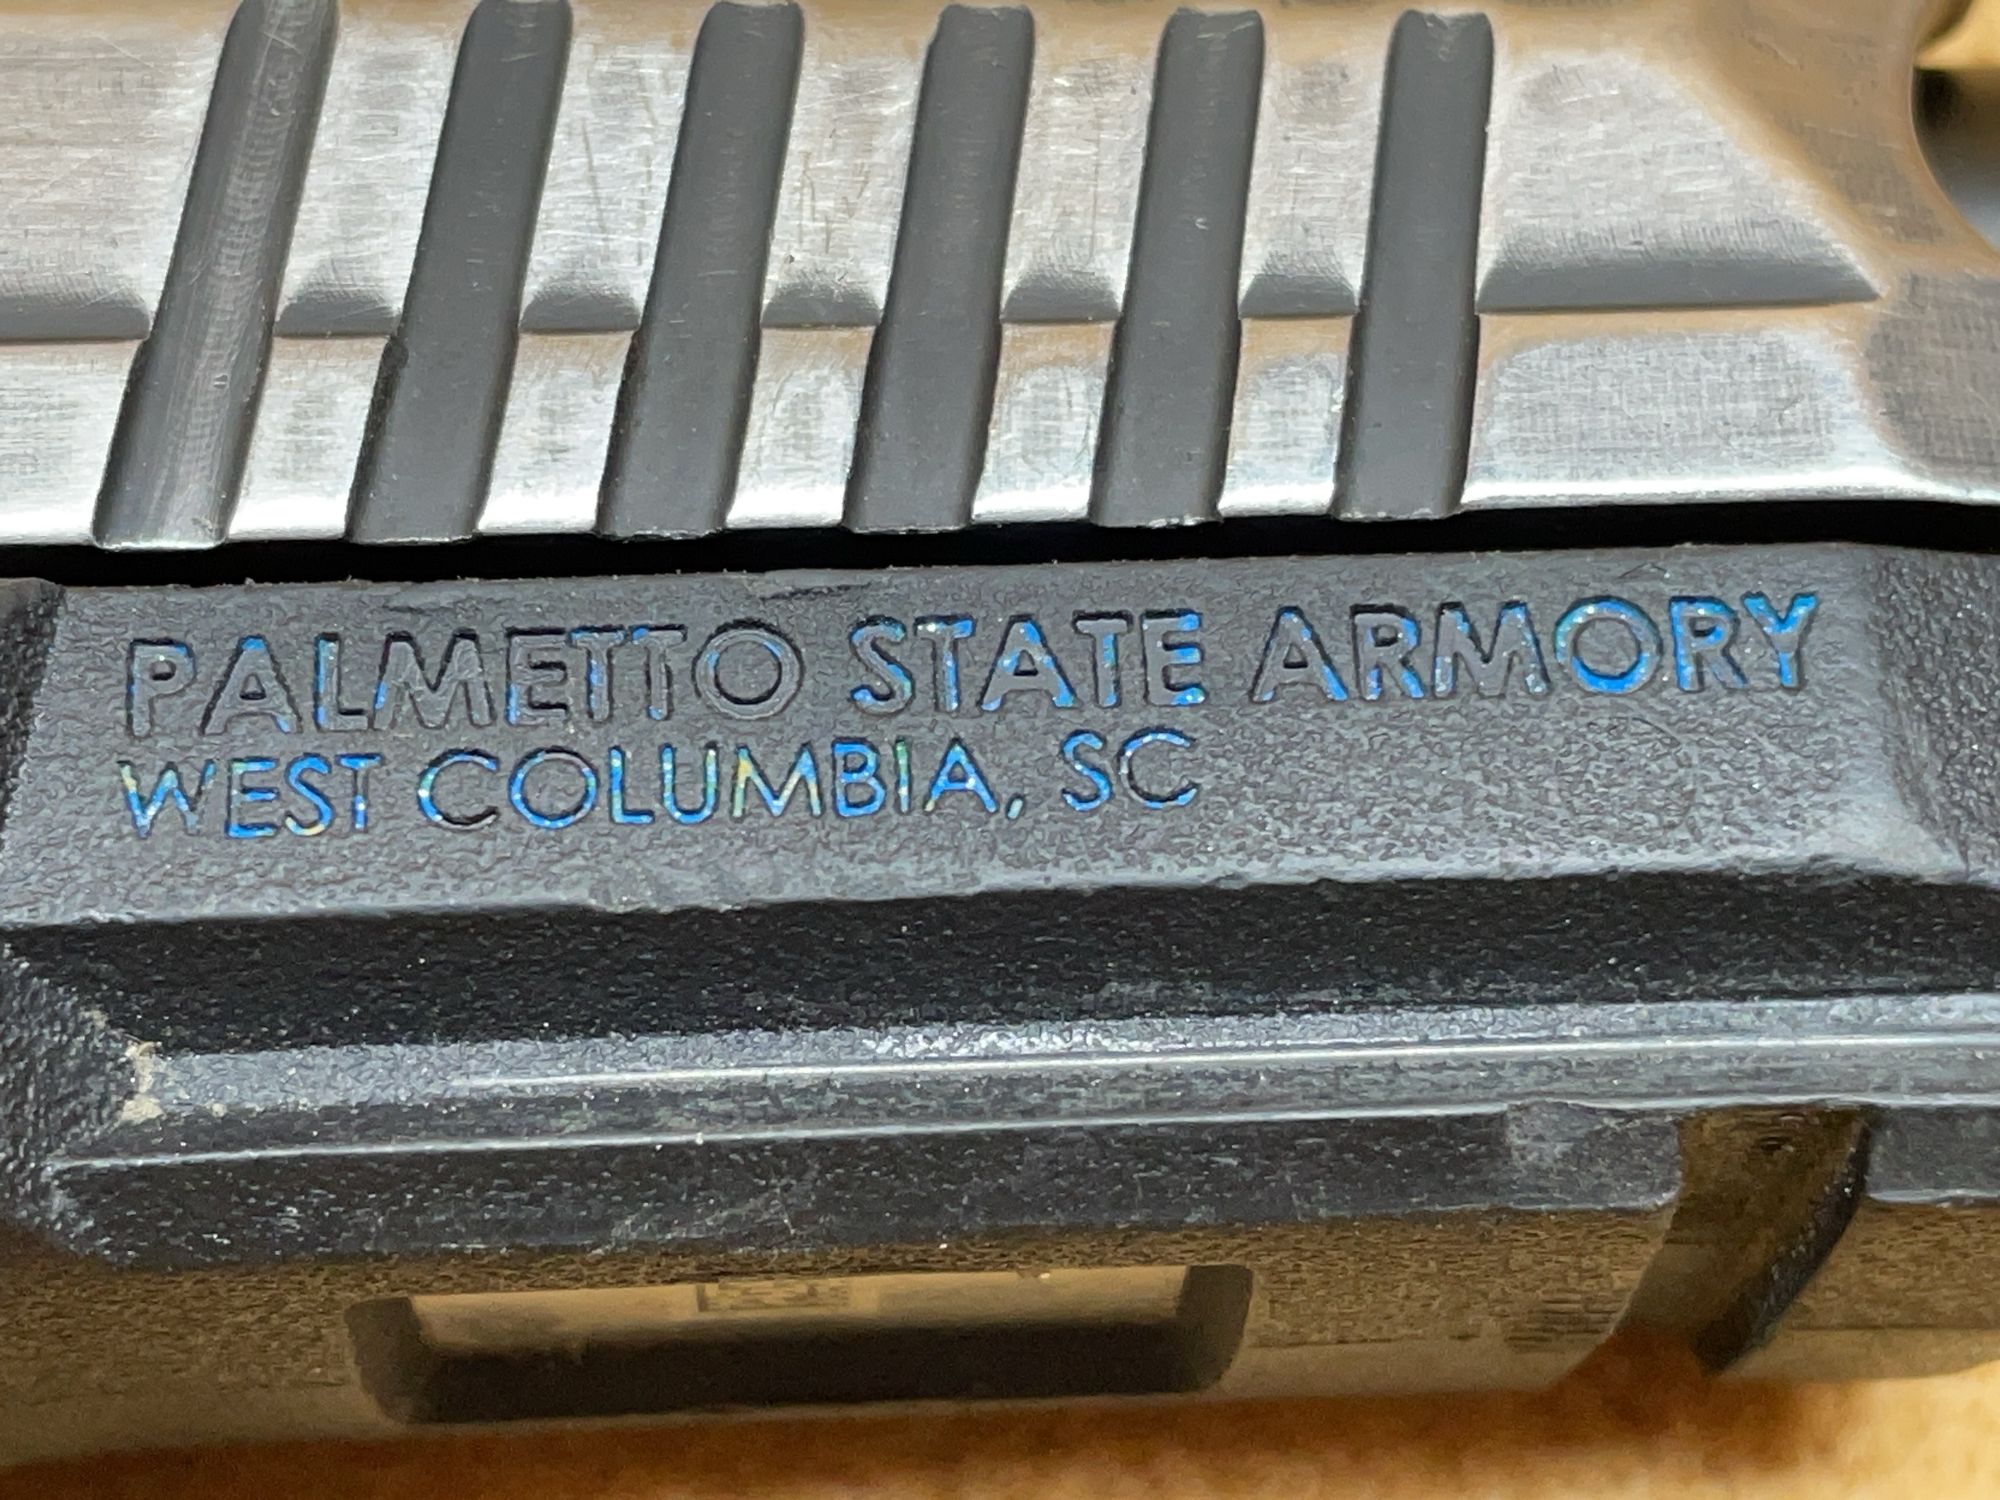 PALMETTO STATE ARMORY
WEST COLUMBIA, SC